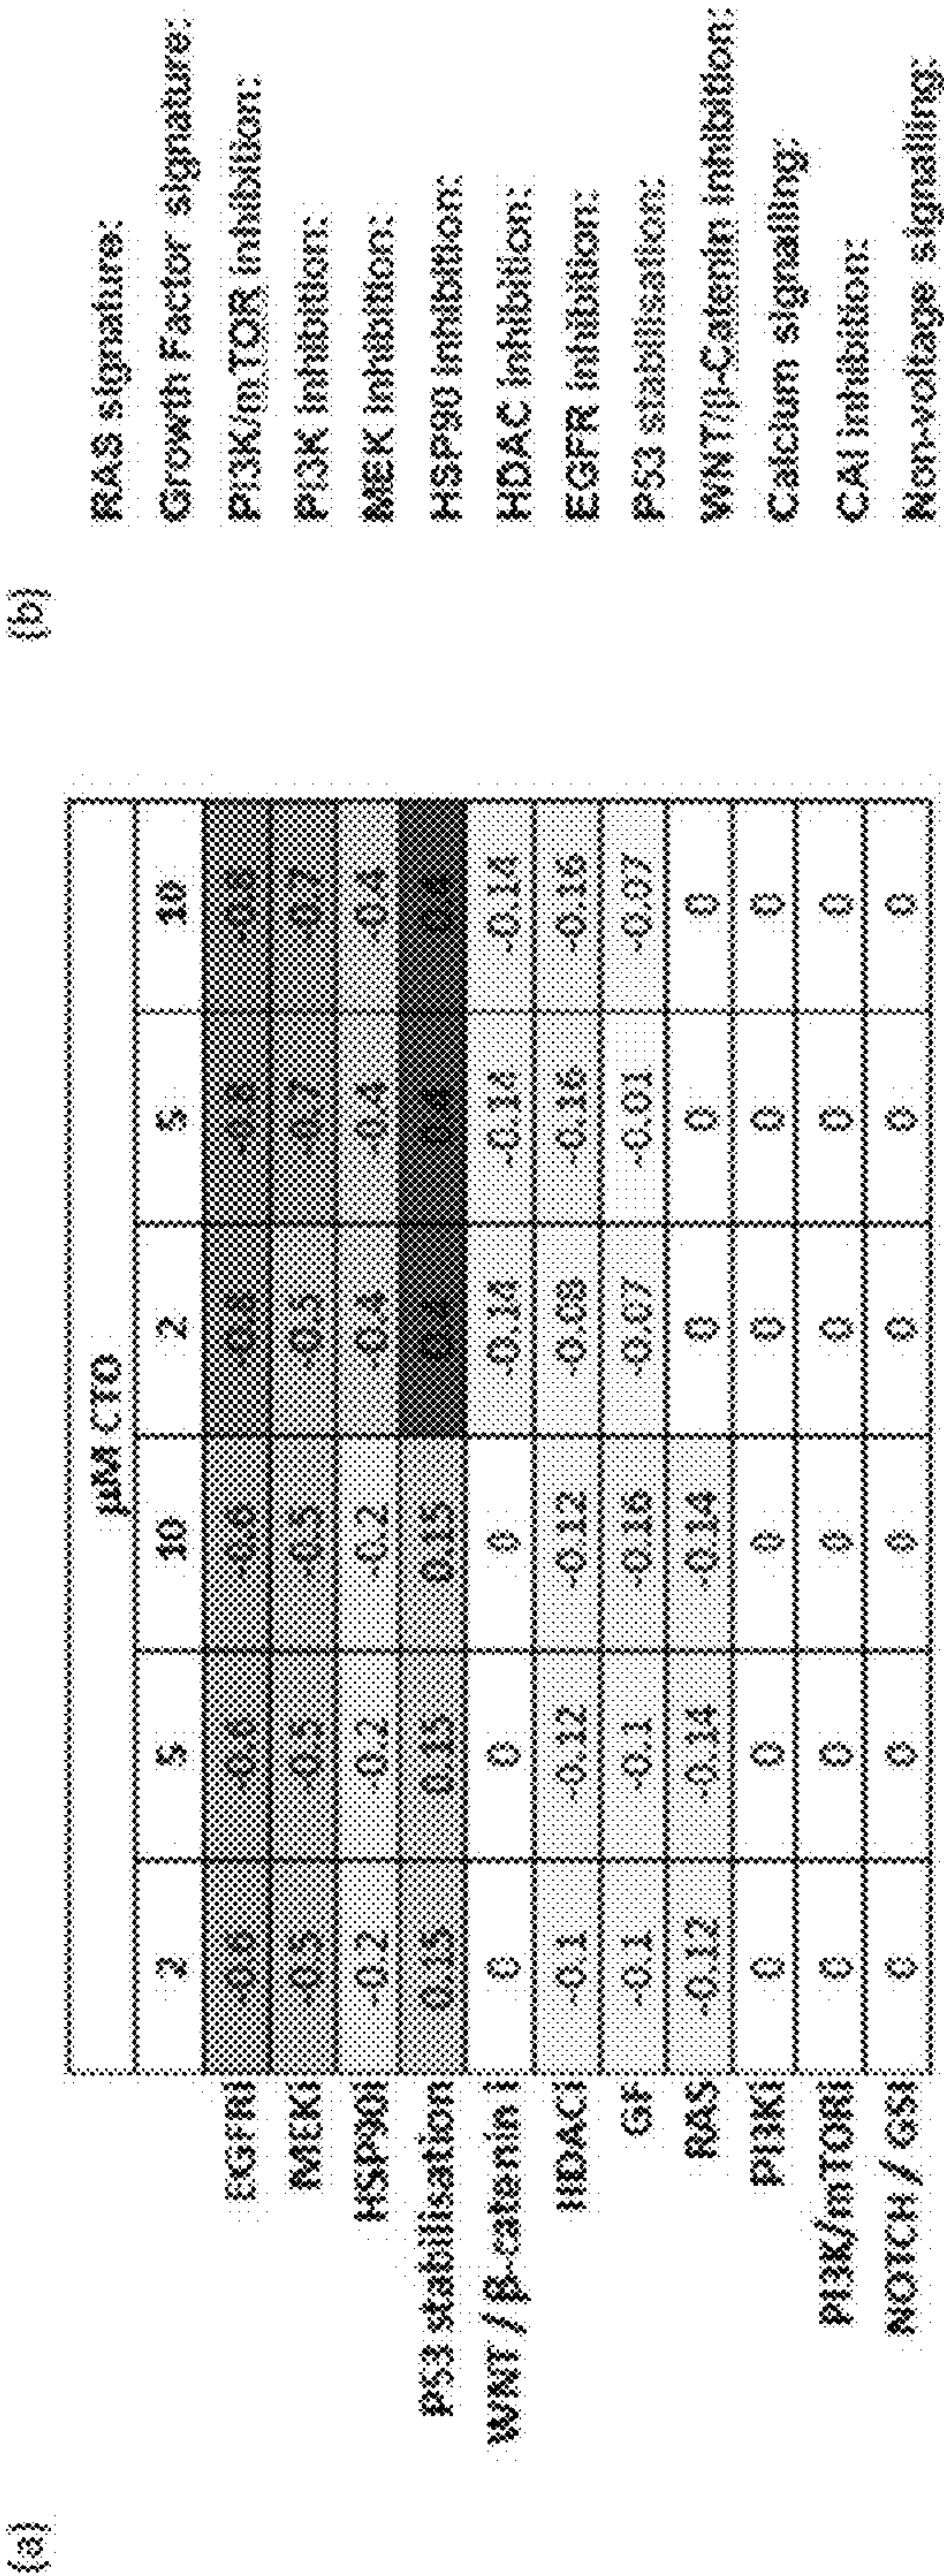 (a)
µM CTO
2 5 10 2 5 10
EGFRi -0.6 -0.6 -0.6 -0.8 -0.8 -0.8
MEKi -0.5 -0.5 -0.5 -0.5 -0.7 -0.7
HSP90i -0.2 -0.2 -0.2 -0.4 -0.4 -0.4
P53 stabilisation 0.15 0.15 0.15
WNT / β-catenin i 0 0 0 -0.14 -0.14 -0.14
HDACi -0.1 -0.12 -0.12 -0.08 -0.16 -0.16
GF -0.1 -0.1 -0.16 -0.07 -0.01 -0.07
RAS -0.12 -0.14 -0.14 0 0 0
PI3Ki 0 0 0 0 0 0
PI3K/mTORi 0 0 0 0 0 0
NOTCH / GSI 0 0 0 0 0 0
(b)
RAS signature:
Growth Factor signature:
PI3K/mTOR inhibition:
PI3K inhibition:
MEK inhibition:
HSP90 inhibition:
HDAC inhibition:
EGFR inhibition:
P53 stabilisation:
WNT/β-Catenin inhibition:
Calcium signalling:
CAI inhibition:
Non-voltage signalling: